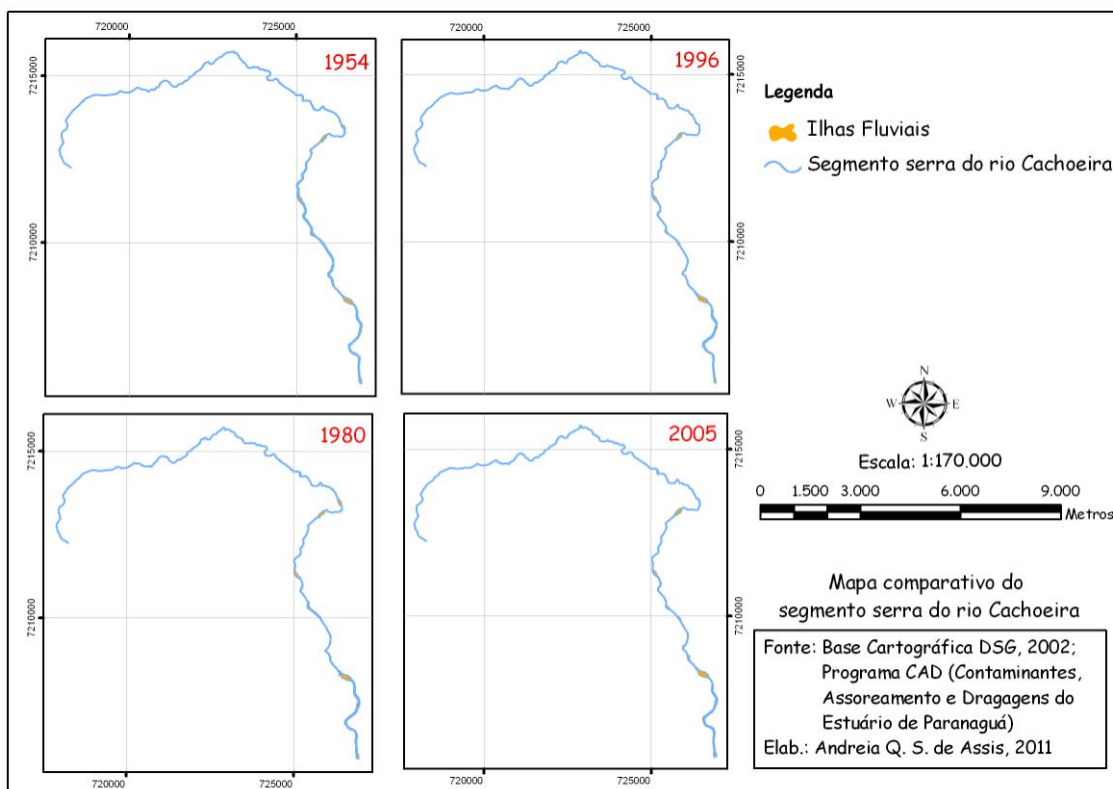 720000
725000
7215000
7210000
1954
1996
7215000
7210000
Legenda
Ilhas Fluviais
Segmento serra do rio Cachoeira
7215000
7210000
1980
2005
7215000
7210000
720000
725000
720000
725000
N
W
E
S
Escala: 1:170.000
0 1.500 3.000 6.000 9.000
Metros
Mapa comparativo do
segmento serra do rio Cachoeira
Fonte: Base Cartográfica DSG, 2002;
Programa CAD (Contaminantes,
Assoreamento e Dragagens do
Estuário de Paranaguá)
Elab.: Andreia Q. S. de Assis, 2011